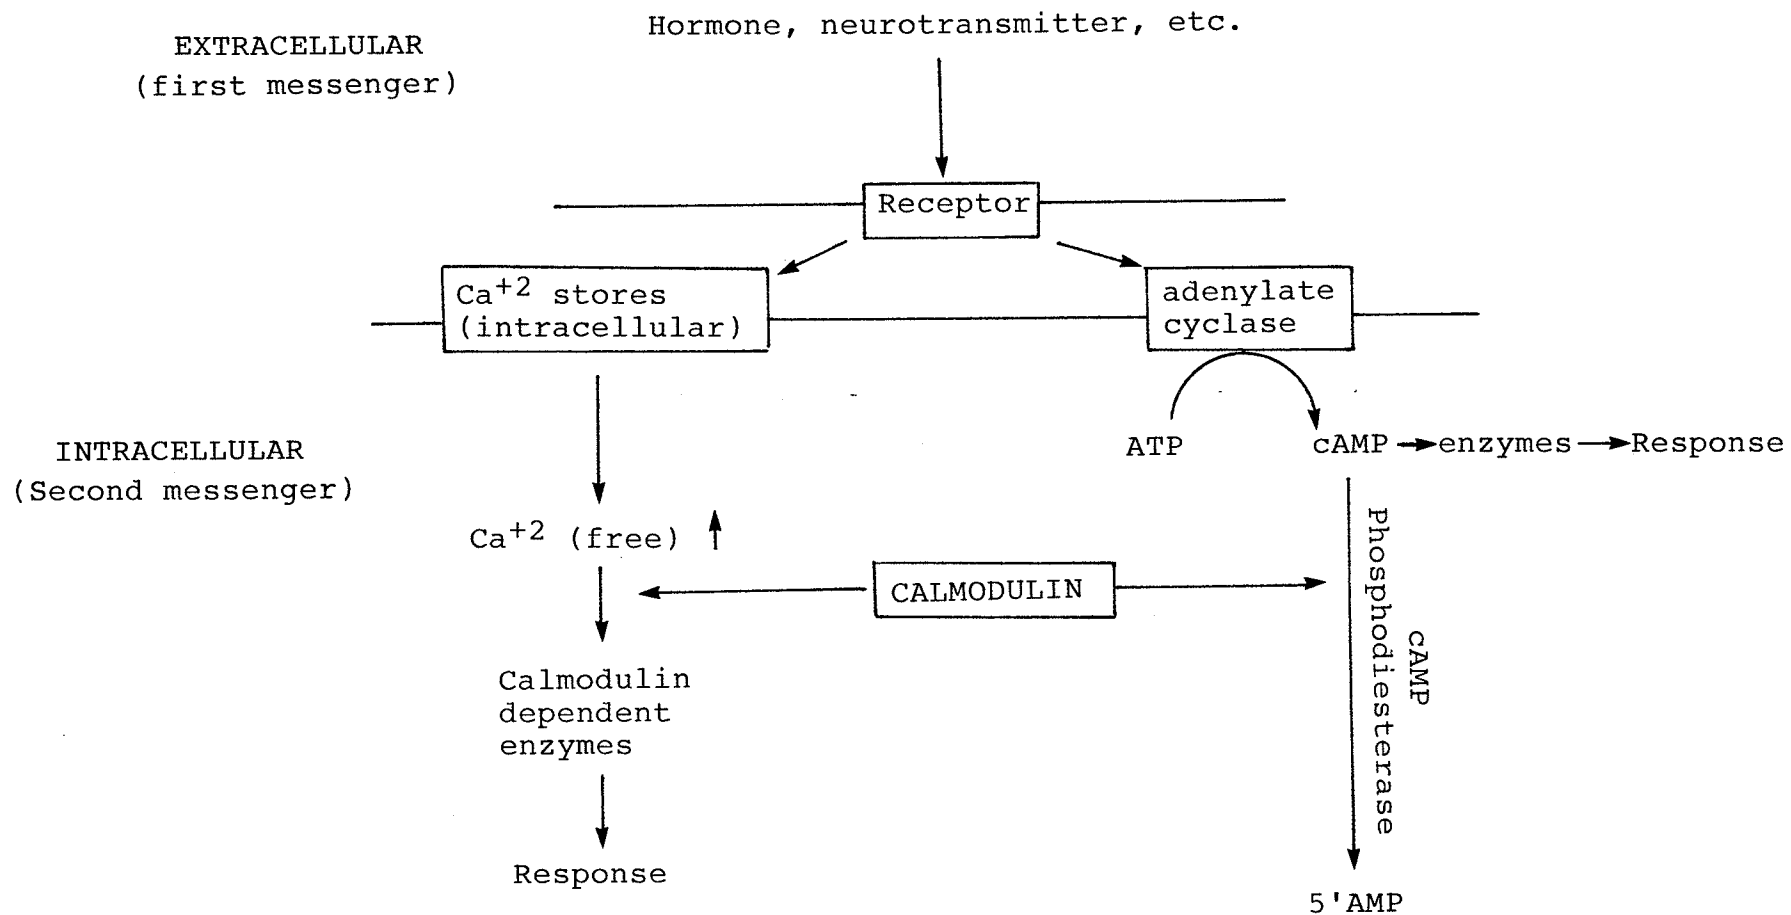 Hormone, neurotransmitter, etc.
EXTRACELLULAR
(first messenger)
Receptor
Ca+2 stores
(intracellular)
adenylate
cyclase
INTRACELLULAR
(Second messenger)
ATP
cAMP
enzymes
Response
Ca+2 (free)
CALMODULIN
cAMP
Phosphodiesterase
Calmodulin
dependent
enzymes
Response
5'AMP